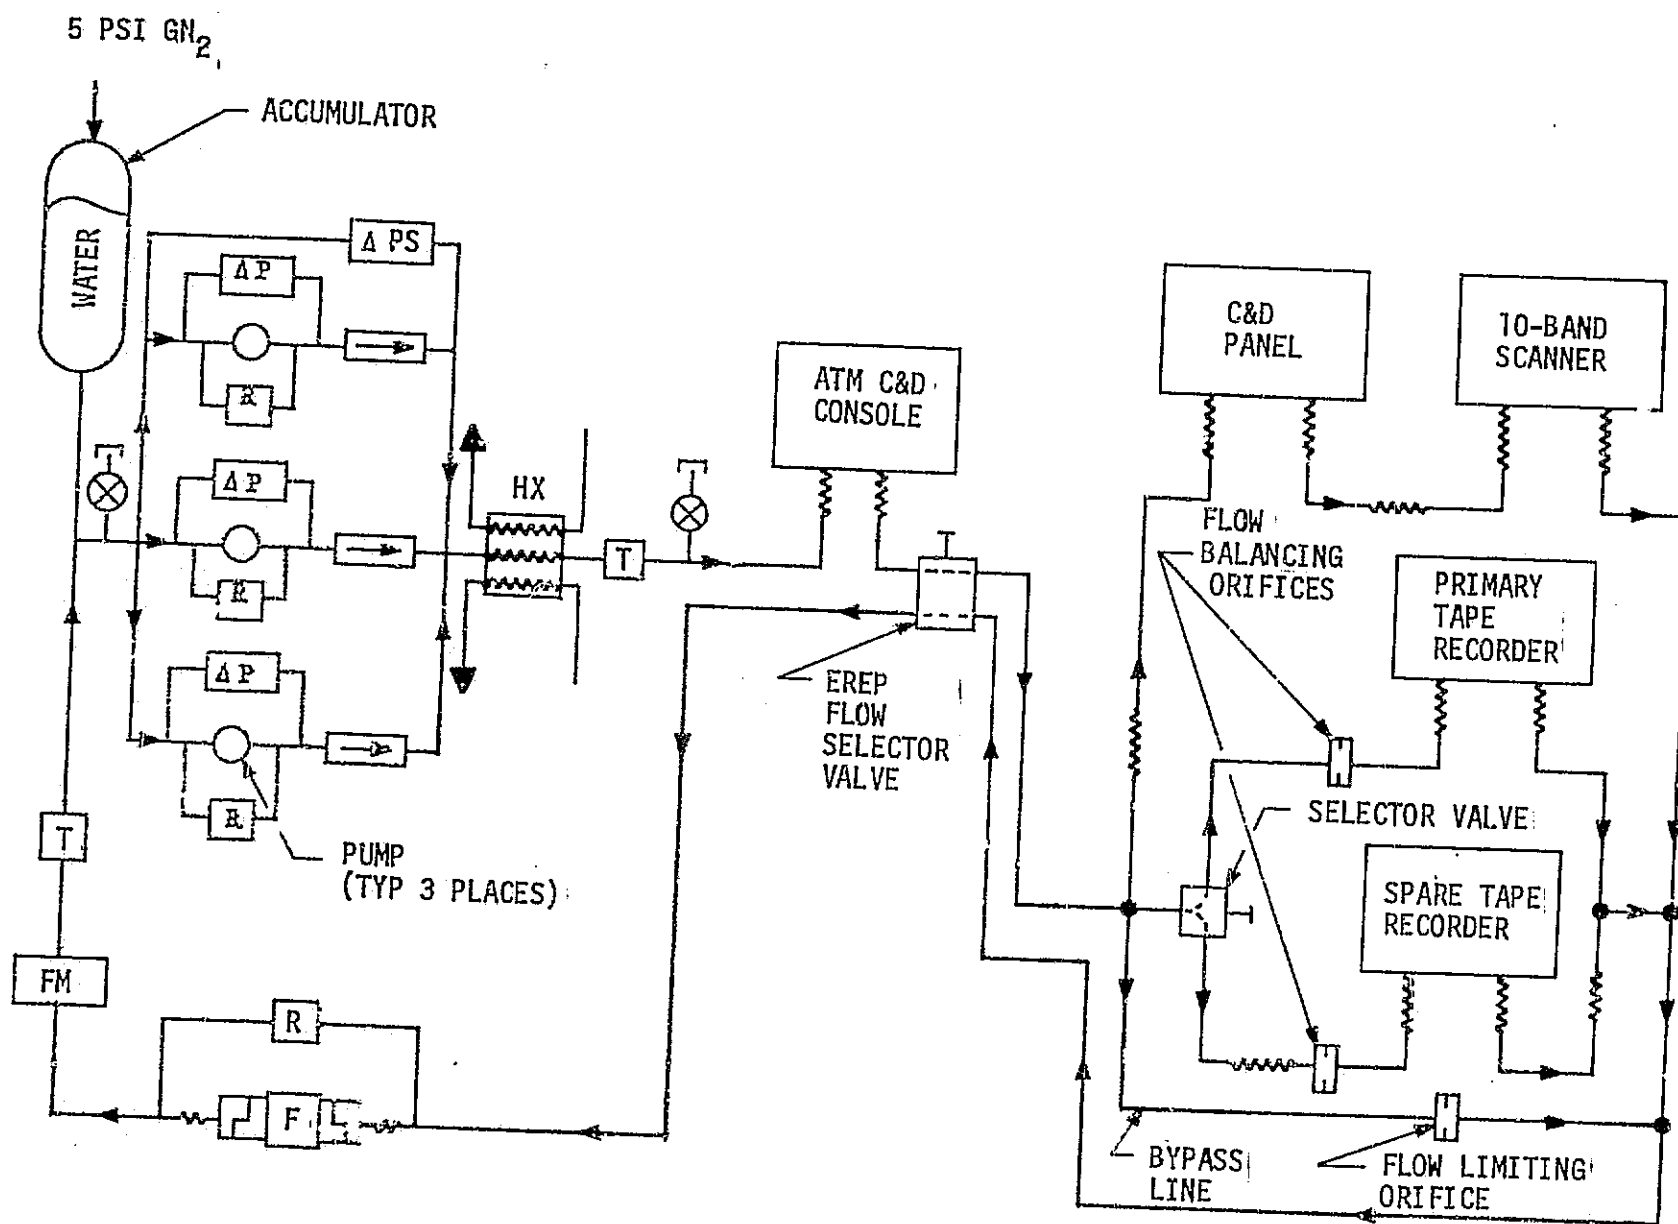 5 PSI GN2
ACCUMULATOR
WATER
Δ PS
Δ P
R
Δ P
R
Δ P
R
PUMP
(TYP 3 PLACES)
HX
T
T
FM
R
F
ATM C&D
CONSOLE
EREP
FLOW
SELECTOR
VALVE
C&D
PANEL
10-BAND
SCANNER
FLOW
BALANCING
ORIFICES
PRIMARY
TAPE
RECORDER
SELECTOR VALVE
SPARE TAPE
RECORDER
BYPASS
LINE
FLOW LIMITING
ORIFICE